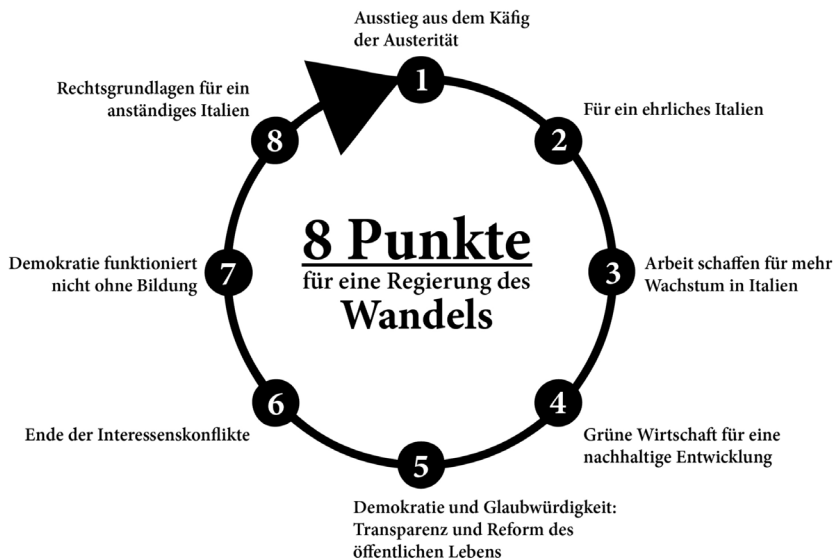 8 Punkte
für eine Regierung des
Wandels
1
Ausstieg aus dem Käfig
der Austerität
2
Für ein ehrliches Italien
3
Arbeit schaffen für mehr
Wachstum in Italien
4
Grüne Wirtschaft für eine
nachhaltige Entwicklung
5
Demokratie und Glaubwürdigkeit:
Transparenz und Reform des
öffentlichen Lebens
6
Ende der Interessenskonflikte
7
Demokratie funktioniert
nicht ohne Bildung
8
Rechtsgrundlagen für ein
anständiges Italien